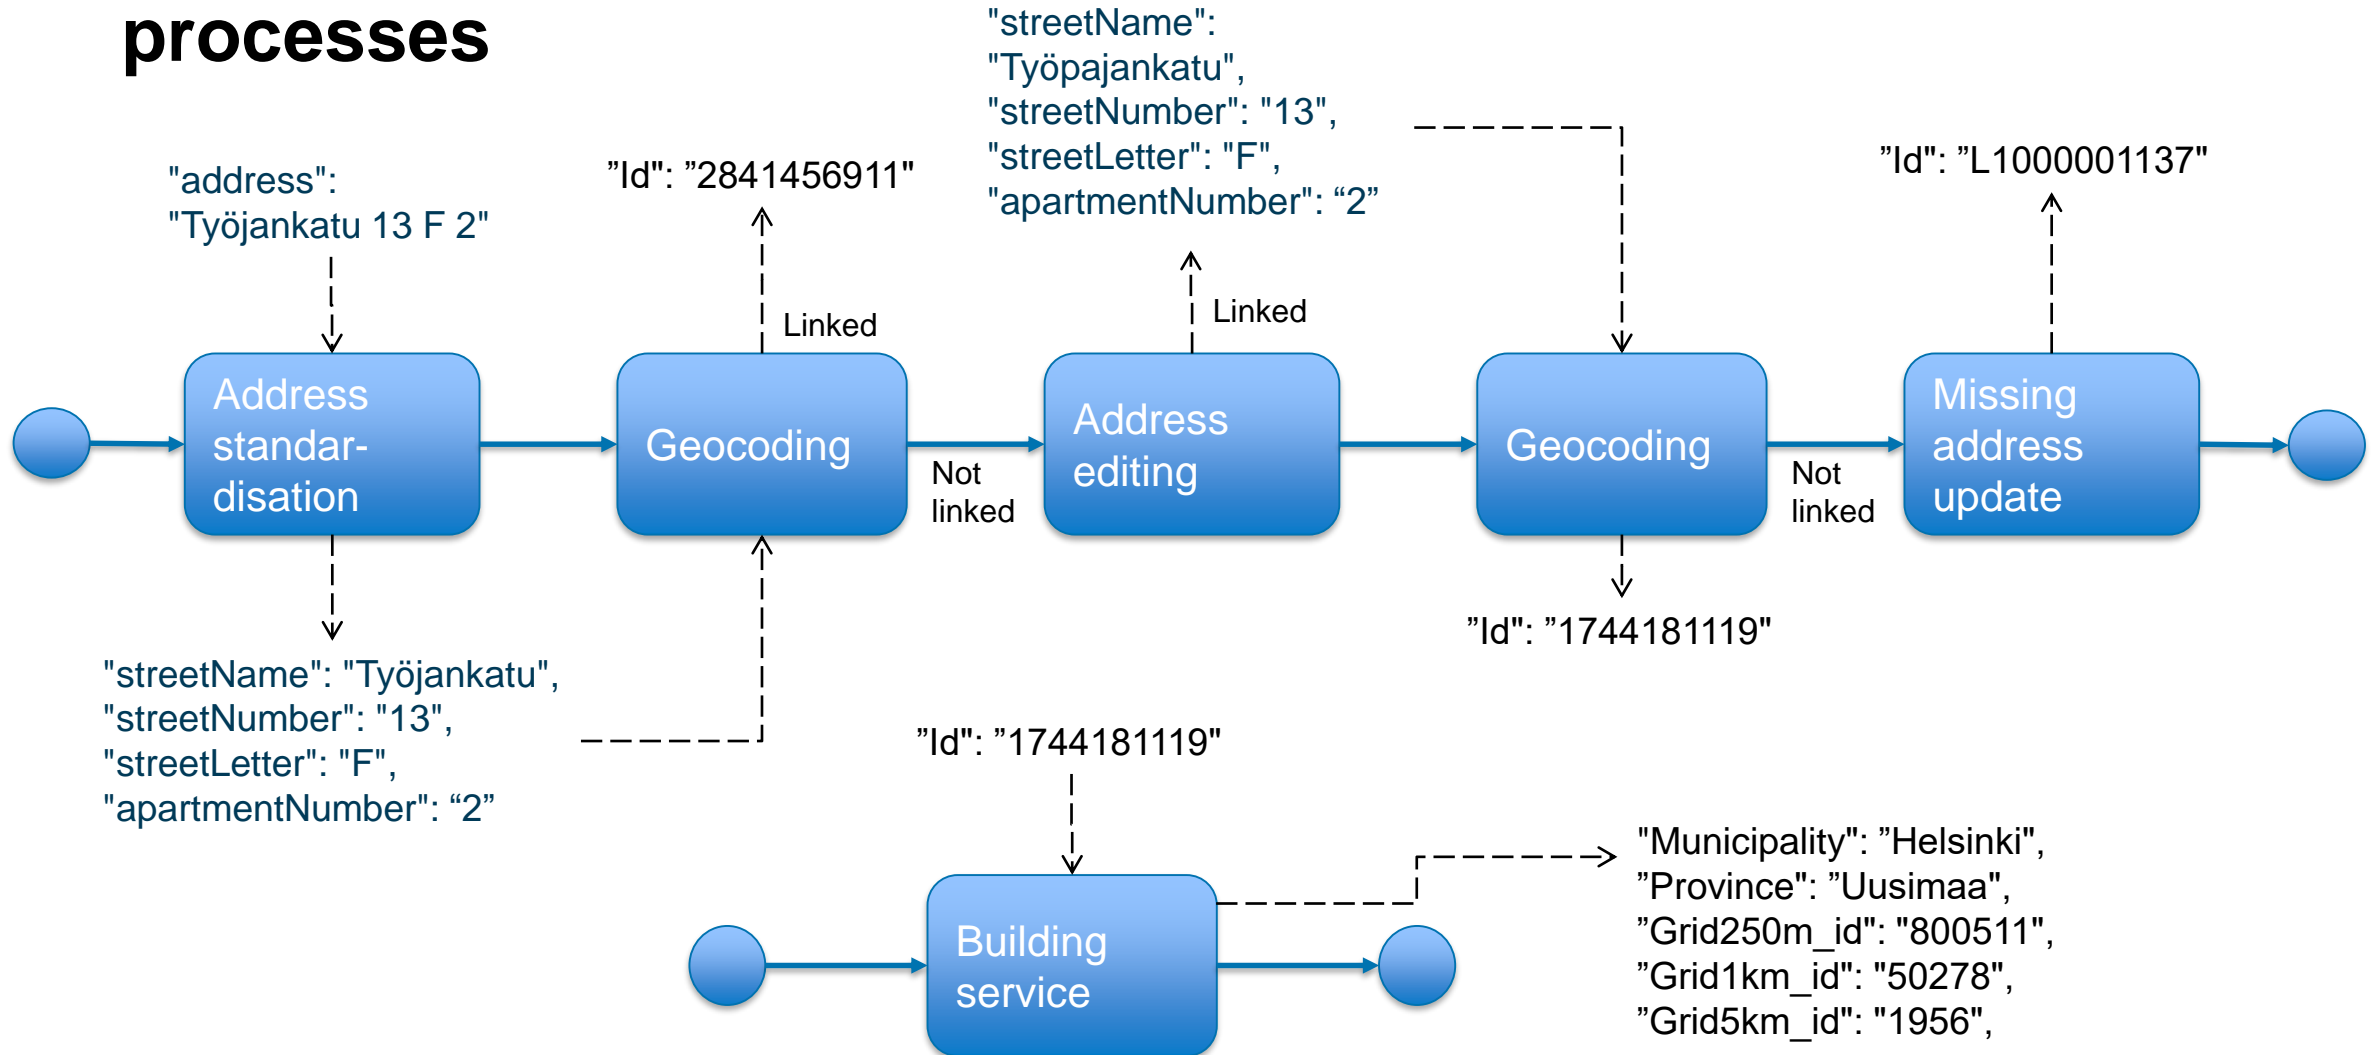 processes
"streetName":
"Työpajankatu",
"streetNumber": "13",
"streetLetter": "F",
"apartmentNumber": “2”
"address":
"Työjankatu 13 F 2"
”Id": ”2841456911"
”Id": ”L1000001137"
Linked
Linked
Address
standar-
disation
Geocoding
Not
linked
Address
editing
Geocoding
Not
linked
Missing
address
update
”Id": ”1744181119"
"streetName": "Työjankatu",
"streetNumber": "13",
"streetLetter": "F",
"apartmentNumber": “2”
”Id": ”1744181119"
Building
service
"Municipality": ”Helsinki",
”Province": ”Uusimaa",
”Grid250m_id": "800511",
”Grid1km_id": "50278",
”Grid5km_id": "1956",